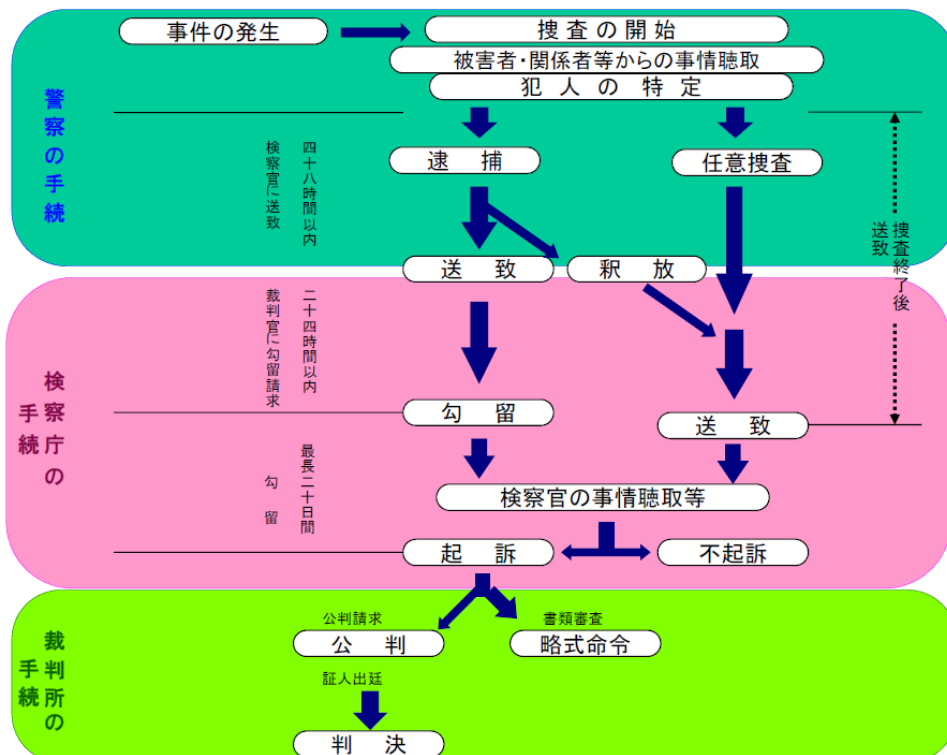 事件の発生
捜査の開始
被害者・関係者等からの事情聴取
犯人の特定
警察の手続
四十八時間以内
検察官に送致
逮捕
任意捜査
捜査終了後
送致
送致
釈放
検察庁の
手続
二十四時間以内
裁判官に勾留請求
勾留
送致
最長二十日間
勾留
検察官の事情聴取等
起訴
不起訴
裁判所の
手続
公判請求
書類審査
公判
略式命令
証人出廷
判決